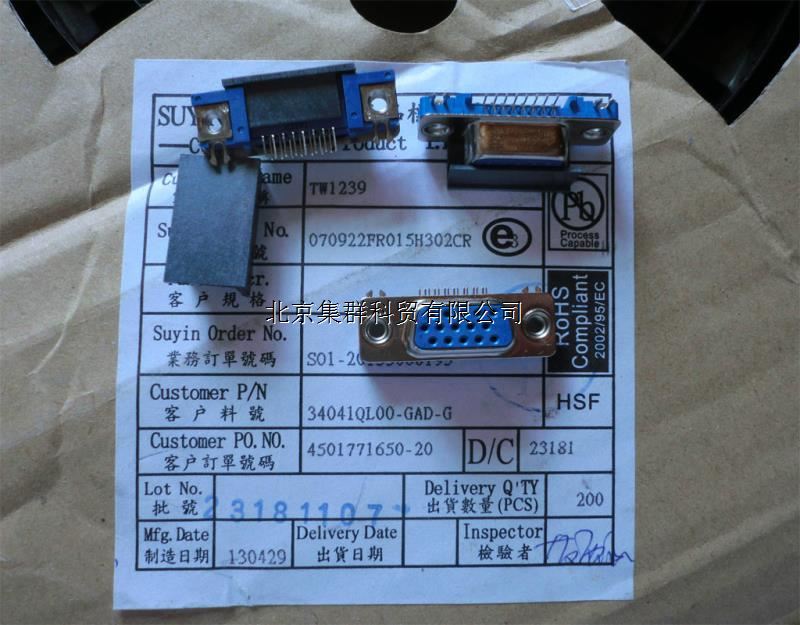 SUY
TW1239
No.
070922FR015H302CR
e3
Pb
Process
Capable
號
客户規格
北京集群科贸有限公司
RoHS
Compliant
2002/95/EC
Suyin Order No.
業務訂單號碼
Customer P/N
客户料號
34041QL00-GAD-G
HSF
Customer PO.NO.
客户訂單號碼
4501771650-20
D/C
23181
Lot No.
批號
23181107
Delivery Q'TY
出貨數量(PCS)
200
Mfg.Date
制造日期
130429
Delivery Date
出貨日期
Inspector
檢驗者